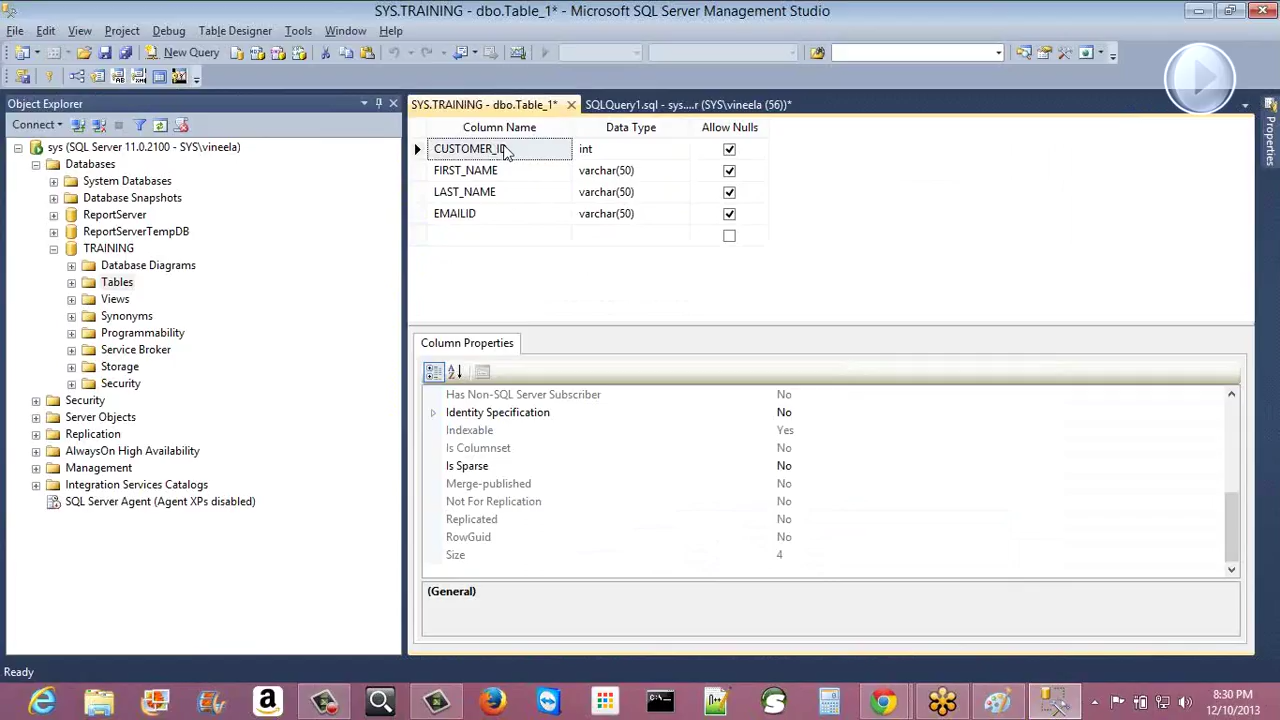 SYS.TRAINING - dbo.Table_1* - Microsoft SQL Server Management Studio
File Edit View Project Debug Table Designer Tools Window Help
New Query
Object Explorer
Connect
sys (SQL Server 11.0.2100 - SYS\vineela)
Databases
System Databases
Database Snapshots
ReportServer
ReportServerTempDB
TRAINING
Database Diagrams
Tables
Views
Synonyms
Programmability
Service Broker
Storage
Security
Security
Server Objects
Replication
AlwaysOn High Availability
Management
Integration Services Catalogs
SQL Server Agent (Agent XPs disabled)
SYS.TRAINING - dbo.Table_1* SQLQuery1.sql - sys....r (SYS\vineela (56))*
Column Name Data Type Allow Nulls
CUSTOMER_ID int
FIRST_NAME varchar(50)
LAST_NAME varchar(50)
EMAILID varchar(50)
Column Properties
Has Non-SQL Server Subscriber No
Identity Specification No
Indexable Yes
Is Columnset No
Is Sparse No
Merge-published No
Not For Replication No
Replicated No
RowGuid No
Size 4
(General)
Properties
Ready
8:30 PM
12/10/2013